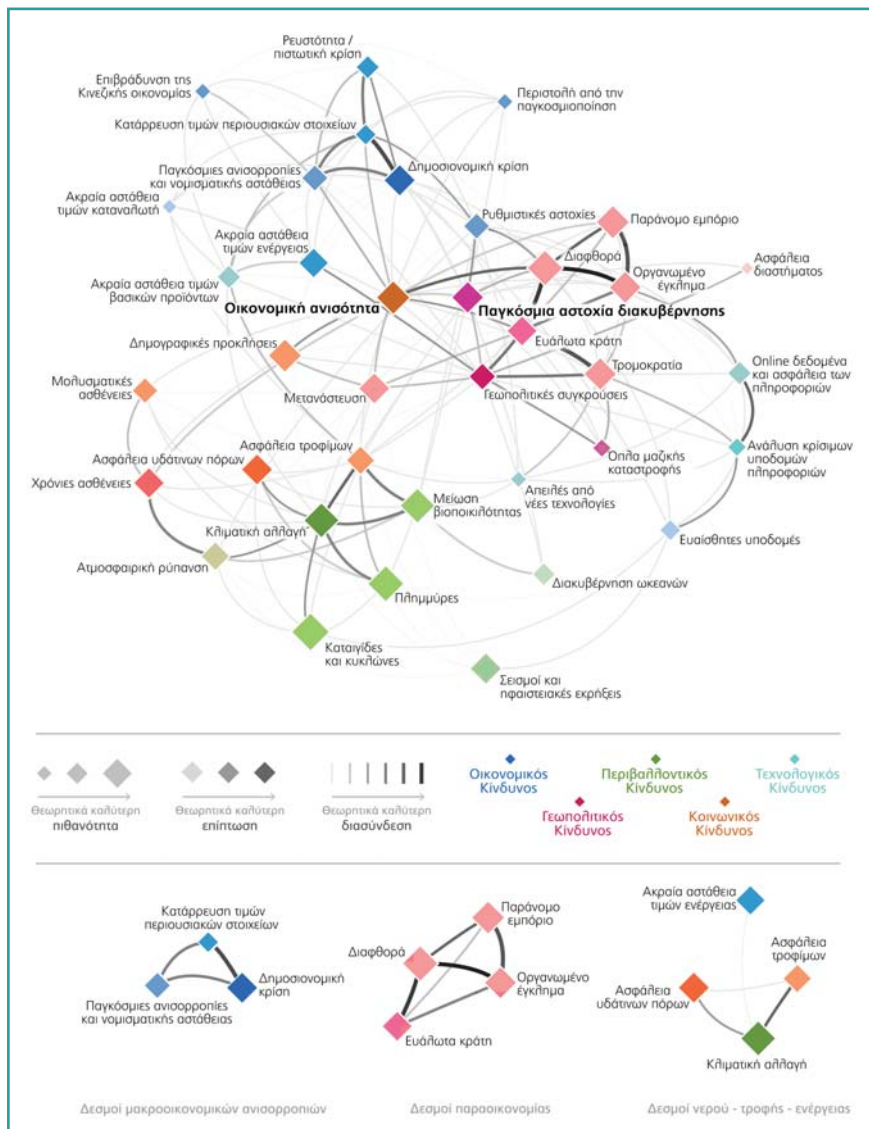 Ρευστότητα /
πιστωτική κρίση
Επιβράδυνση της
Κινεζικής οικονομίας
Περιστολή από την
παγκοσμιοποίηση
Κατάρρευση τιμών περιουσιακών στοιχείων
Παγκόσμιες ανισορροπίες
και νομισματικής αστάθειας
Δημοσιονομική κρίση
Ακραία αστάθεια
τιμών καταναλωτή
Ρυθμιστικές αστοχίες
Παράνομο εμπόριο
Ακραία αστάθεια
τιμών ενέργειας
Διαφθορά
Ασφάλεια
διαστήματος
Ακραία αστάθεια τιμών
βασικών προϊόντων
Οργανωμένο
έγκλημα
Οικονομική ανισότητα
Παγκόσμια αστοχία διακυβέρνησης
Ευάλωτα κράτη
Δημογραφικές προκλήσεις
Τρομοκρατία
Online δεδομένα
και ασφάλεια των
πληροφοριών
Μολυσματικές
ασθένειες
Μετανάστευση
Γεωπολιτικές συγκρούσεις
Ασφάλεια τροφίμων
Όπλα μαζικής
καταστροφής
Ανάλυση κρίσιμων
υποδομών
πληροφοριών
Ασφάλεια υδάτινων πόρων
Χρόνιες ασθένειες
Απειλές από
νέες τεχνολογίες
Μείωση
βιοποικιλότητας
Κλιματική αλλαγή
Ευαίσθητες υποδομές
Ατμοσφαιρική ρύπανση
Πλημμύρες
Διακυβέρνηση ωκεανών
Καταιγίδες
και κυκλώνες
Σεισμοί και
ηφαιστειακές εκρήξεις
Θεωρητικά καλύτερη
πιθανότητα
Θεωρητικά καλύτερη
επίπτωση
Θεωρητικά καλύτερη
διασύνδεση
Οικονομικός
Κίνδυνος
Περιβαλλοντικός
Κίνδυνος
Τεχνολογικός
Κίνδυνος
Γεωπολιτικός
Κίνδυνος
Κοινωνικός
Κίνδυνος
Κατάρρευση τιμών
περιουσιακών στοιχείων
Παγκόσμιες ανισορροπίες
και νομισματικής αστάθειας
Δημοσιονομική
κρίση
Δεσμοί μακροοικονομικών ανισορροπιών
Παράνομο
εμπόριο
Διαφθορά
Οργανωμένο
έγκλημα
Ευάλωτα κράτη
Δεσμοί παραοικονομίας
Ακραία αστάθεια
τιμών ενέργειας
Ασφάλεια
τροφίμων
Ασφάλεια
υδάτινων πόρων
Κλιματική αλλαγή
Δεσμοί νερού - τροφής - ενέργειας